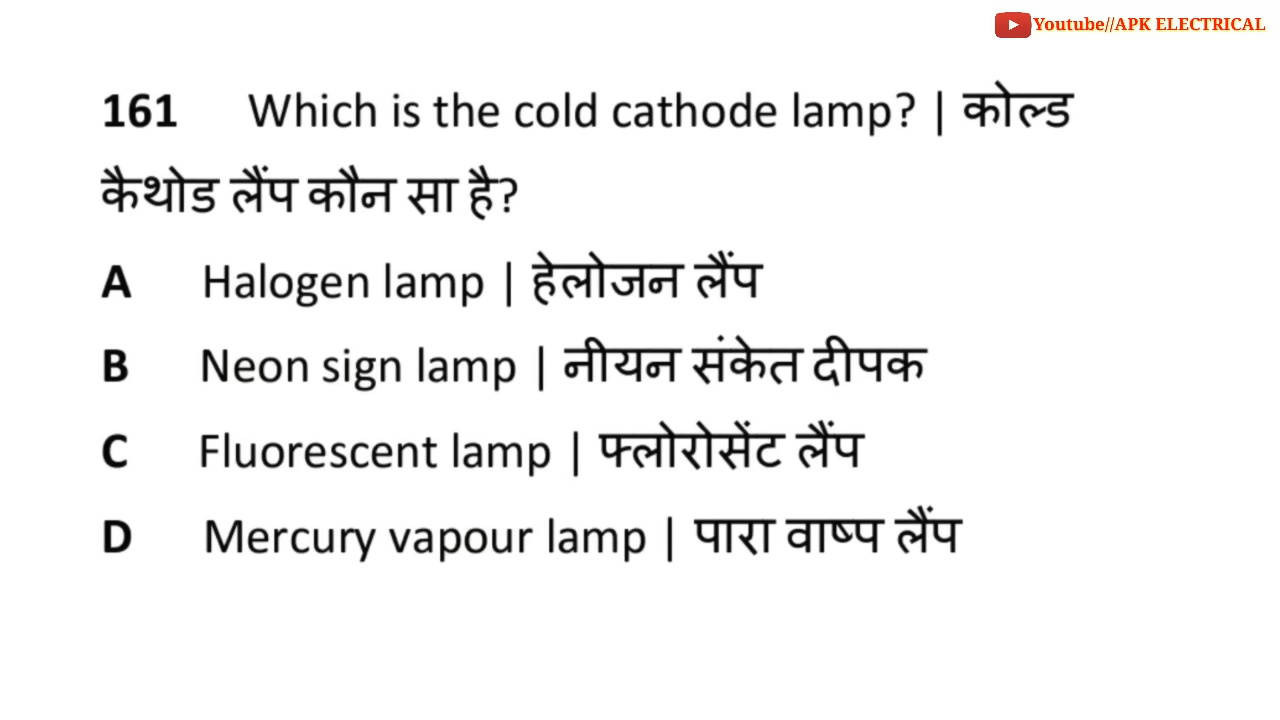 Youtube//APK ELECTRICAL
161 Which is the cold cathode lamp? | कोल्ड
कैथोड लैंप कौन सा है?
A Halogen lamp | हेलोजन लैंप
B Neon sign lamp | नीयन संकेत दीपक
C Fluorescent lamp | फ्लोरोसेंट लैंप
D Mercury vapour lamp | पारा वाष्प लैंप